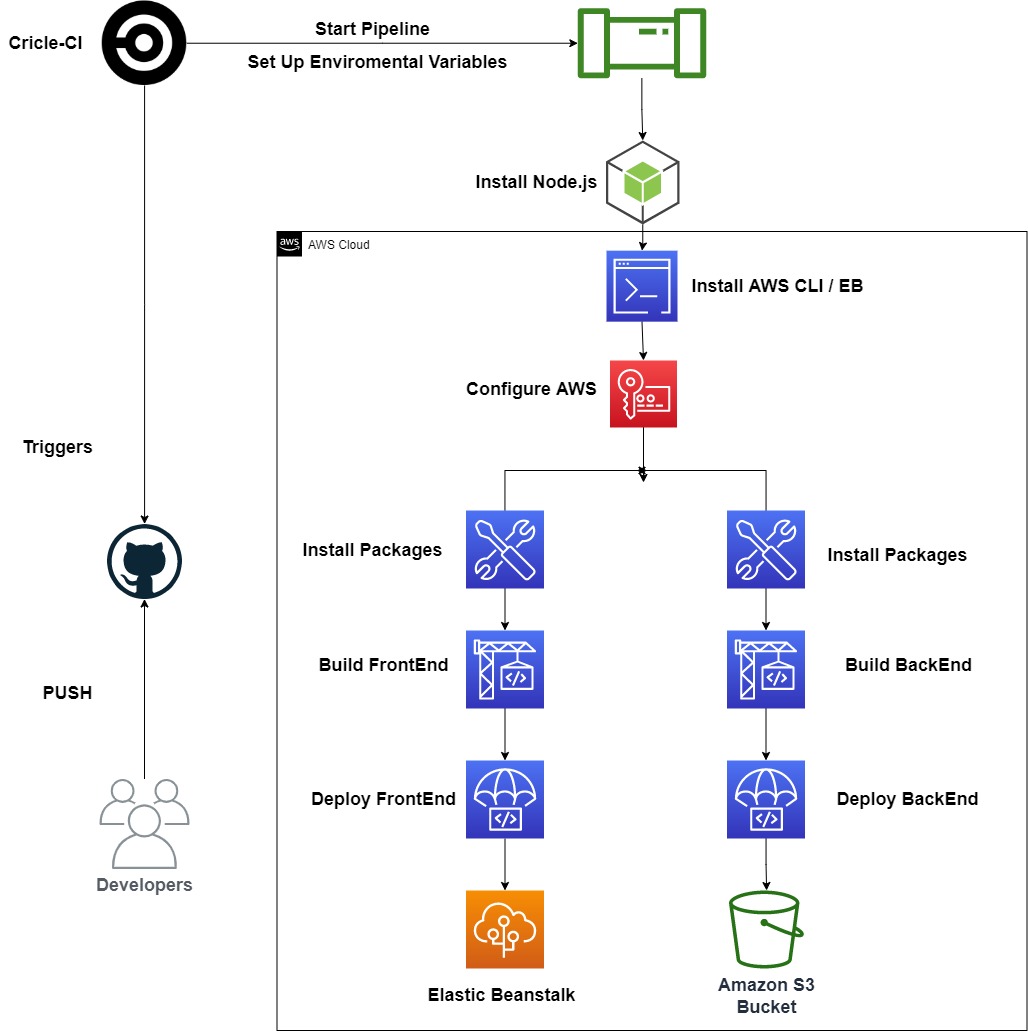 Cricle-CI
Start Pipeline
Set Up Enviromental Variables
Install Node.js
aws
AWS Cloud
Install AWS CLI / EB
Configure AWS
Triggers
Install Packages
Install Packages
Build FrontEnd
Build BackEnd
PUSH
Deploy FrontEnd
Deploy BackEnd
Developers
Elastic Beanstalk
Amazon S3
Bucket